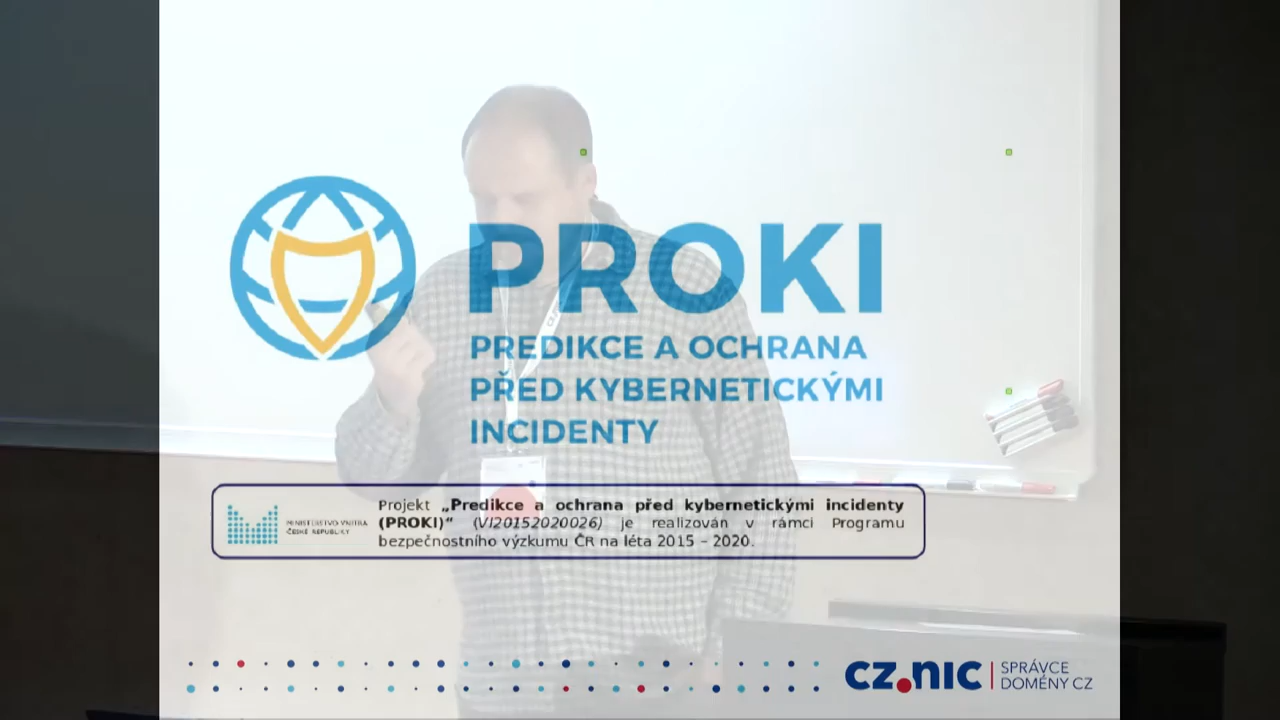 PROKI
PREDIKCE A OCHRANA
PŘED KYBERNETICKÝMI
INCIDENTY
MINISTERSTVO VNITRA
ČESKÉ REPUBLIKY
Projekt „Predikce a ochrana před kybernetickými incidenty
(PROKI)“ (VI20152020026) je realizován v rámci Programu
bezpečnostního výzkumu ČR na léta 2015 – 2020.
CZ.NIC
SPRÁVCE
DOMÉNY CZ